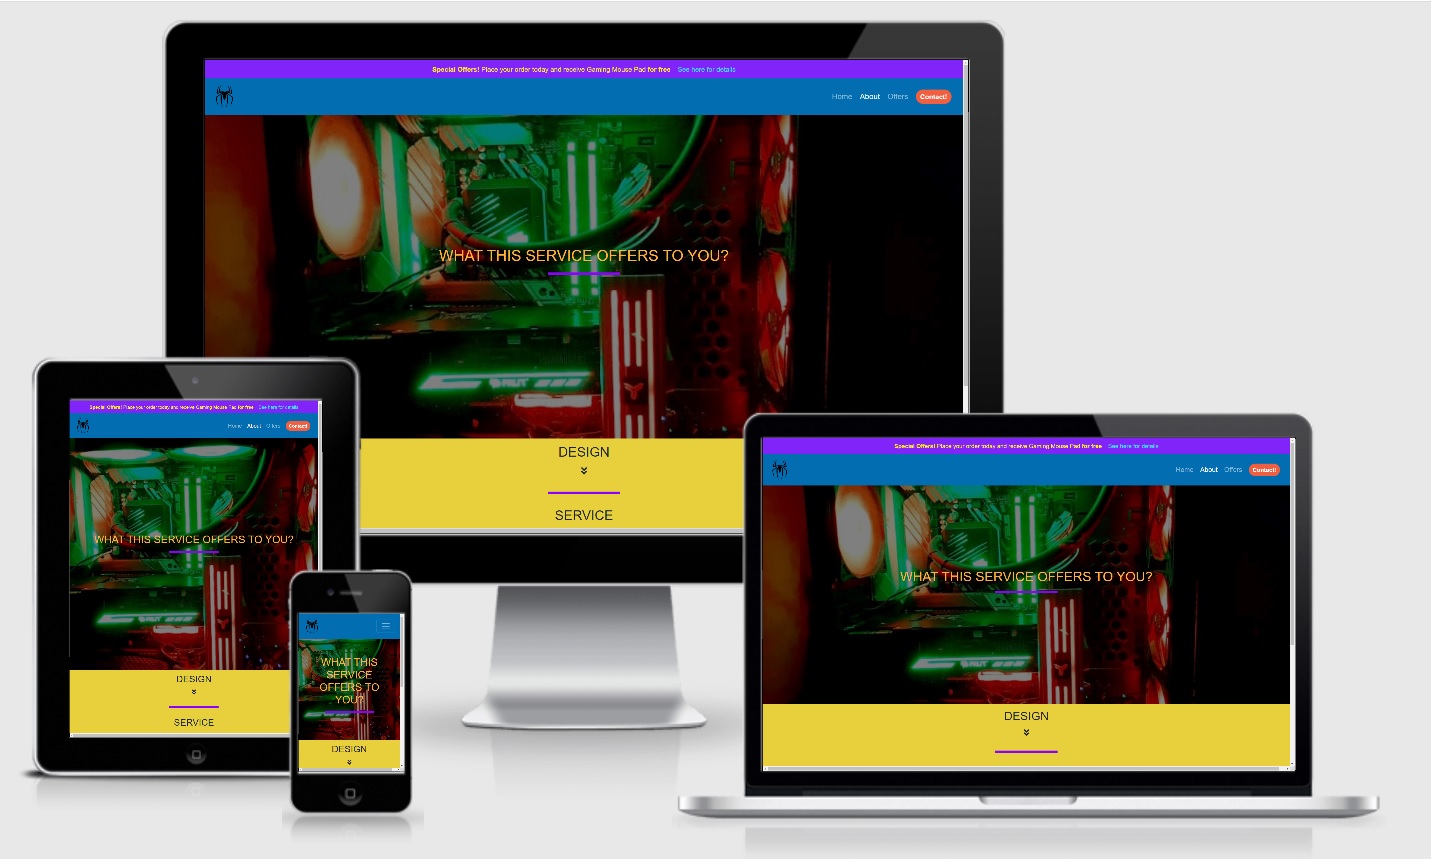 Special Offers! Place your order today and receive Gaming Mouse Pad for free See here for details
Home About Offers Contact!
WHAT THIS SERVICE OFFERS TO YOU?
DESIGN
SERVICE
Special Offers! Place your order today and receive Gaming Mouse Pad for free See here for details
Home About Offers Contact!
WHAT THIS SERVICE OFFERS TO YOU?
DESIGN
SERVICE
WHAT THIS
SERVICE
OFFERS TO
YOU?
DESIGN
Special Offers! Place your order today and receive Gaming Mouse Pad for free See here for details
Home About Offers Contact!
WHAT THIS SERVICE OFFERS TO YOU?
DESIGN